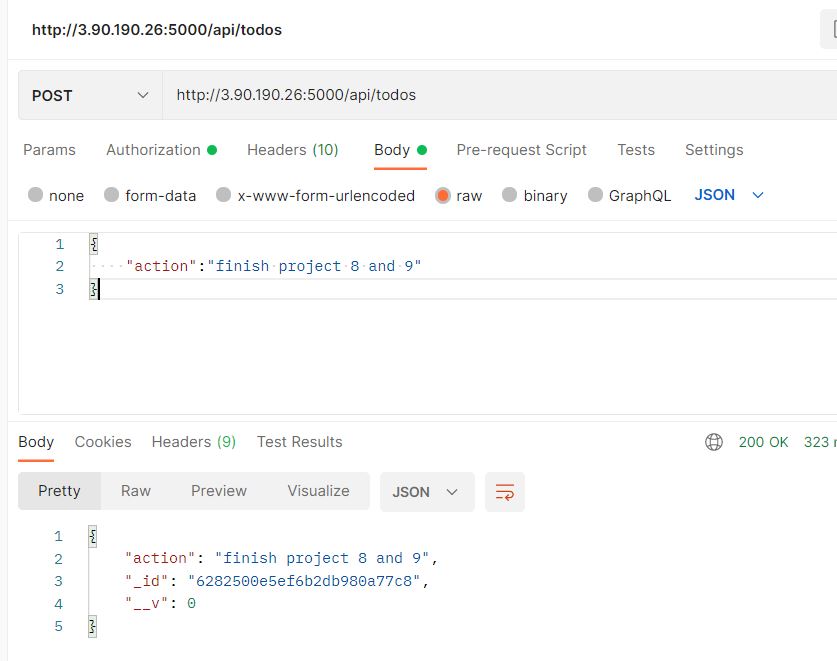 http://3.90.190.26:5000/api/todos
POST http://3.90.190.26:5000/api/todos
Params Authorization Headers (10) Body Pre-request Script Tests Settings
none form-data x-www-form-urlencoded raw binary GraphQL JSON
1 {
2 "action":"finish project 8 and 9"
3 }
Body Cookies Headers (9) Test Results 200 OK 323
Pretty Raw Preview Visualize JSON
1 {
2 "action": "finish project 8 and 9",
3 "_id": "6282500e5ef6b2db980a77c8",
4 "__v": 0
5 }